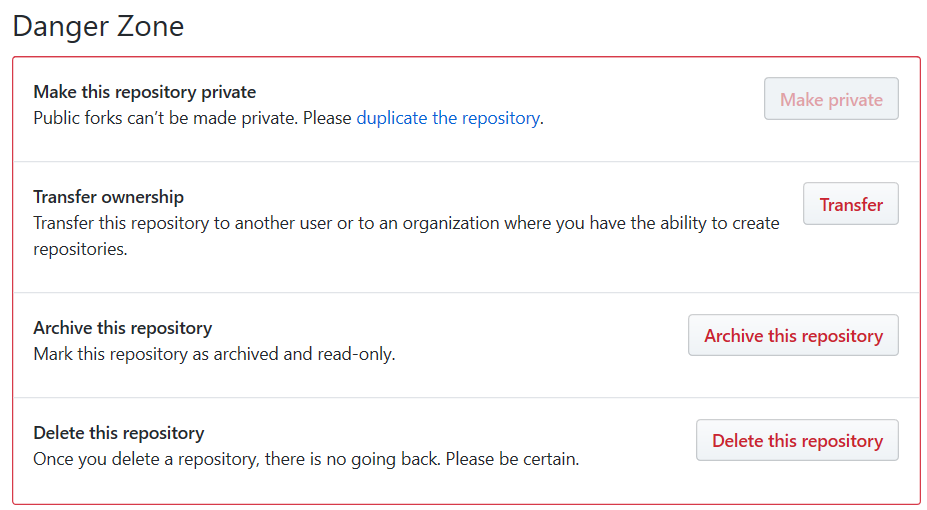 Danger Zone
Make this repository private
Public forks can’t be made private. Please duplicate the repository.
Make private
Transfer ownership
Transfer this repository to another user or to an organization where you have the ability to create
repositories.
Transfer
Archive this repository
Mark this repository as archived and read-only.
Archive this repository
Delete this repository
Once you delete a repository, there is no going back. Please be certain.
Delete this repository